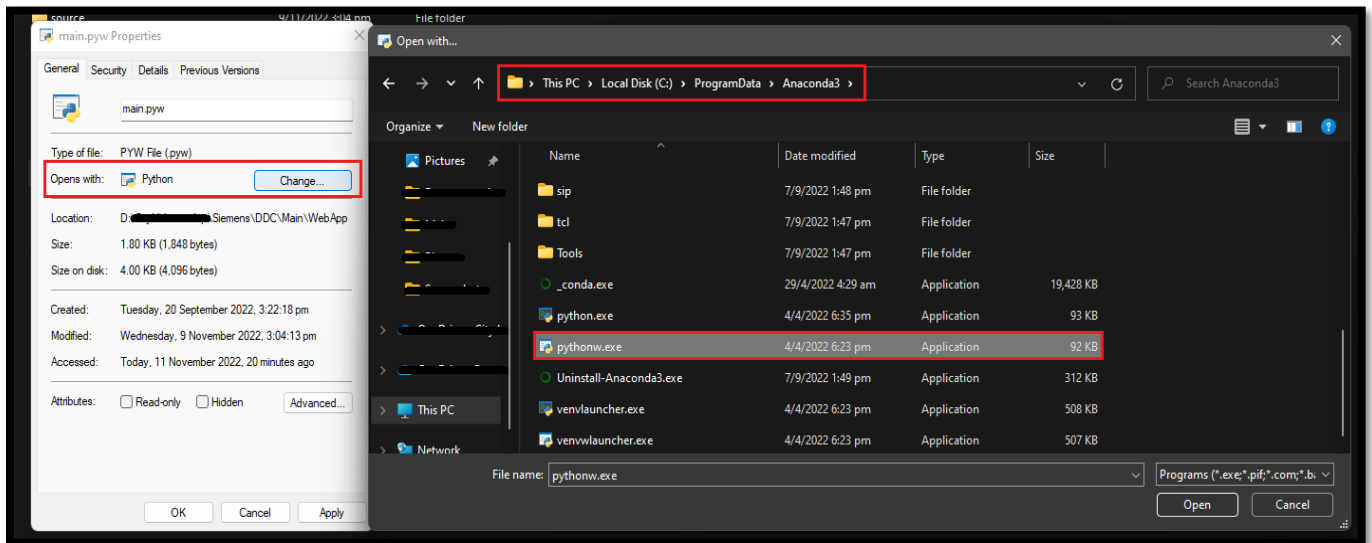 source 9/11/2022 3:04 pm File folder
main.pyw Properties
General Security Details Previous Versions
main.pyw
Type of file: PYW File (.pyw)
Opens with: Python Change...
Location: D: Siemens\DDC\Main\WebApp
Size: 1.80 KB (1,848 bytes)
Size on disk: 4.00 KB (4,096 bytes)
Created: Tuesday, 20 September 2022, 3:22:18 pm
Modified: Wednesday, 9 November 2022, 3:04:13 pm
Accessed: Today, 11 November 2022, 20 minutes ago
Attributes: Read-only Hidden Advanced...
OK Cancel Apply
Open with...
This PC › Local Disk (C:) › ProgramData › Anaconda3 ›
Search Anaconda3
Organize New folder
Pictures
This PC
Network
Name Date modified Type Size
sip 7/9/2022 1:48 pm File folder
tcl 7/9/2022 1:47 pm File folder
Tools 7/9/2022 1:47 pm File folder
_conda.exe 29/4/2022 4:29 am Application 19,428 KB
python.exe 4/4/2022 6:35 pm Application 93 KB
pythonw.exe 4/4/2022 6:23 pm Application 92 KB
Uninstall-Anaconda3.exe 7/9/2022 1:49 pm Application 312 KB
venvlauncher.exe 4/4/2022 6:23 pm Application 508 KB
venvwlauncher.exe 4/4/2022 6:23 pm Application 507 KB
File name: pythonw.exe Programs (*.exe;*.pif;*.com;*.b
Open Cancel